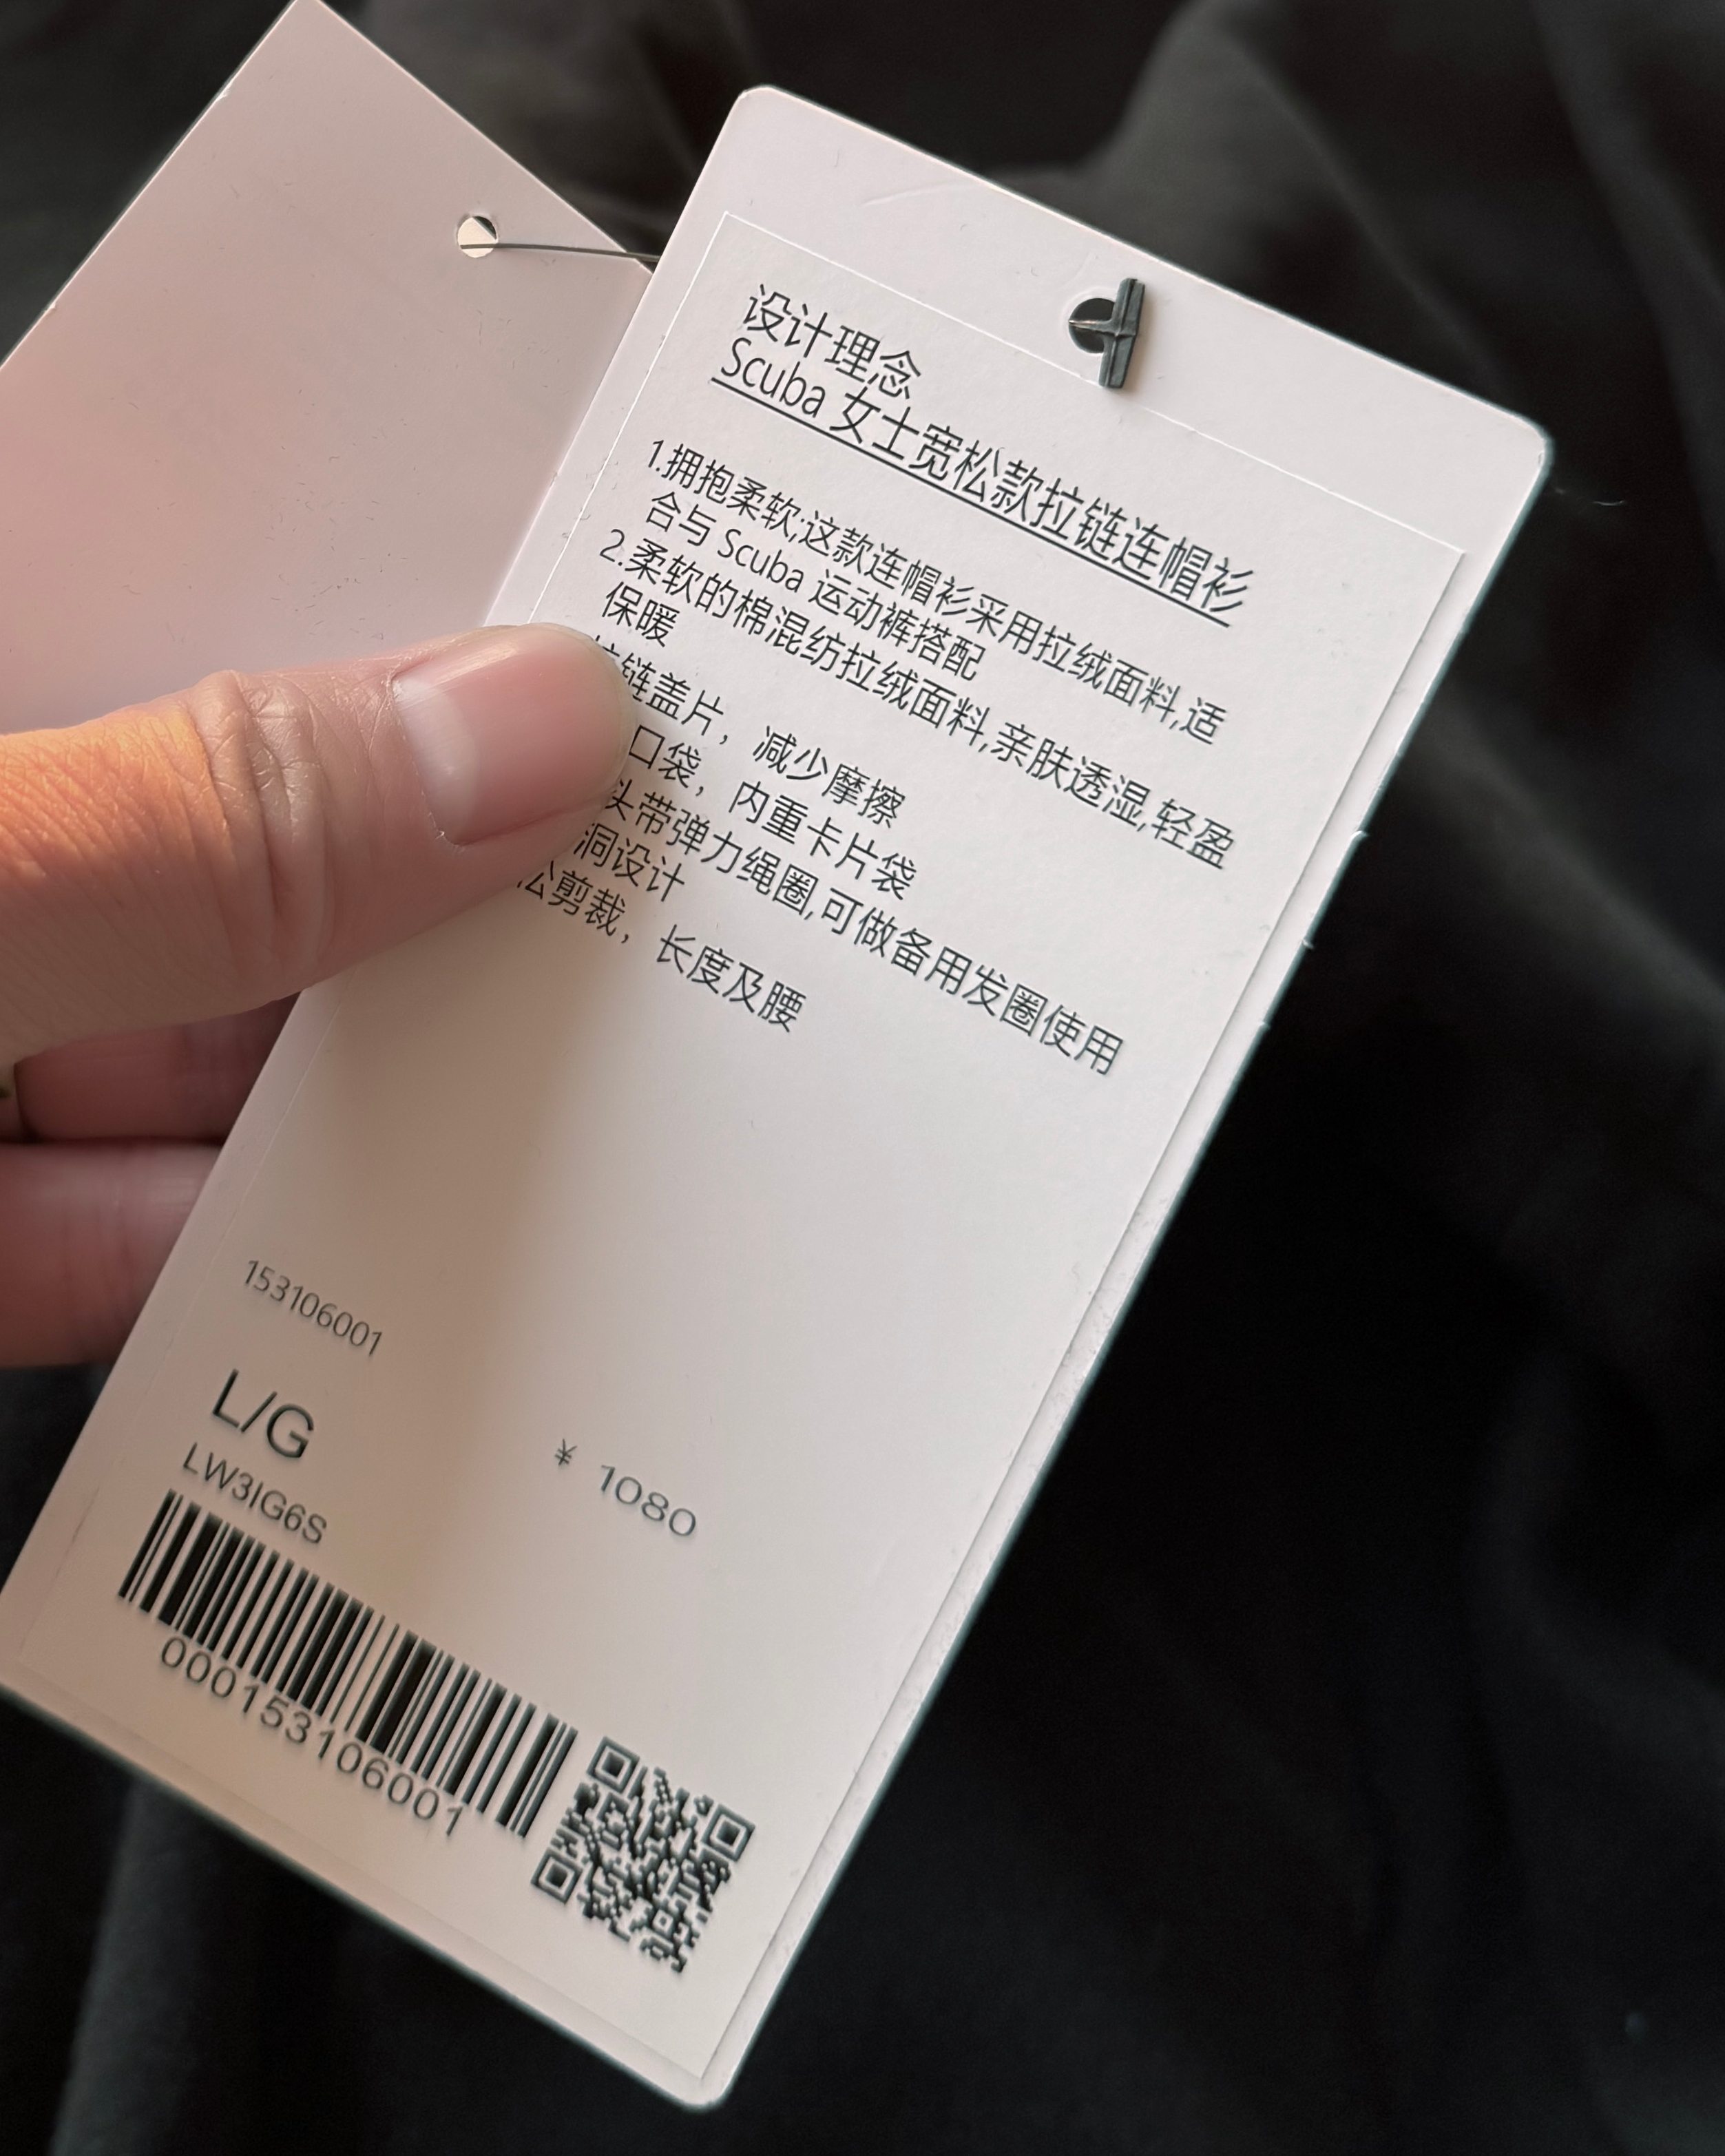 设计理念
Scuba 女士宽松款拉链连帽衫
1.拥抱柔软;这款连帽衫采用拉绒面料,适
合与 Scuba 运动裤搭配
2.柔软的棉混纺拉绒面料,亲肤透湿,轻盈
保暖
链盖片，减少摩擦
口袋，内重卡片袋
头带弹力绳圈,可做备用发圈使用
洞设计
松剪裁，长度及腰
153106001
L/G
¥ 1080
LW3IG6S
000153106001